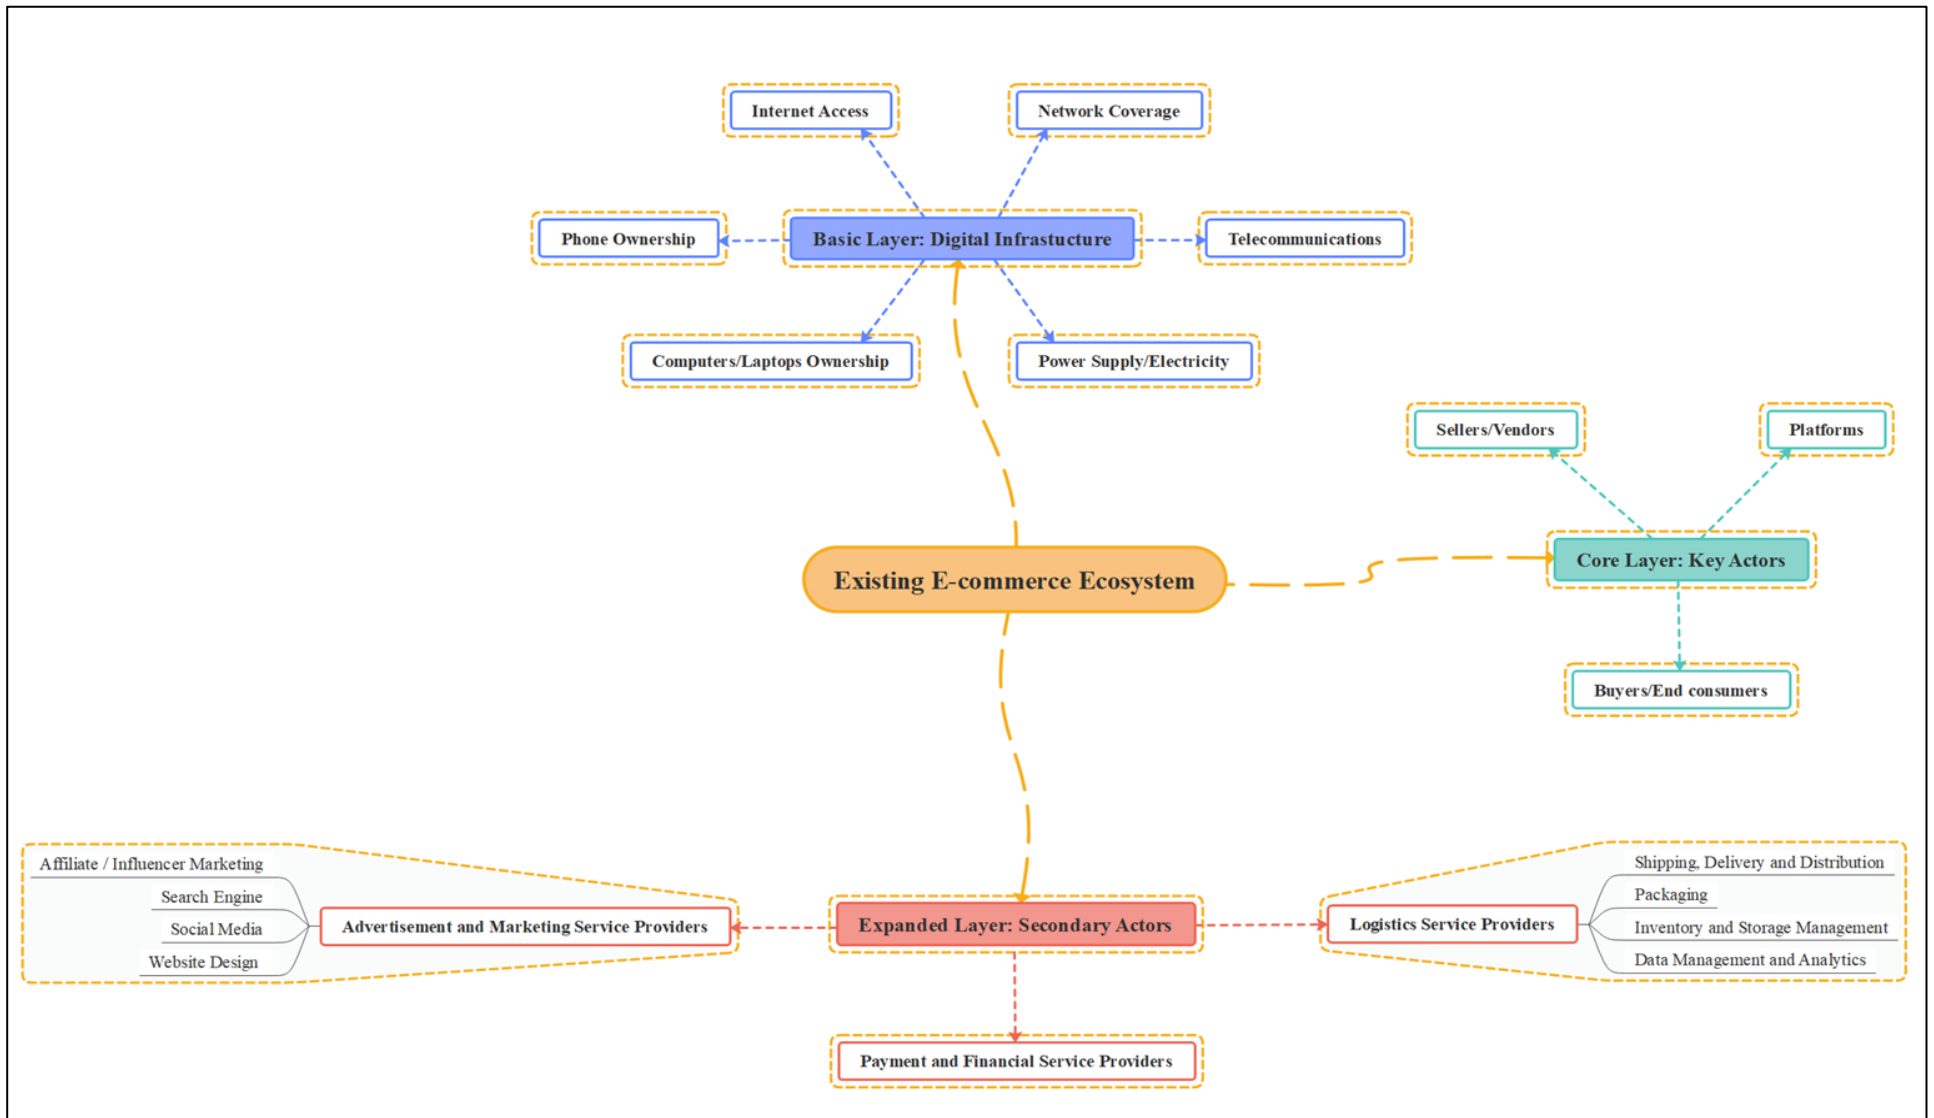 Internet Access
Network Coverage
Phone Ownership
Basic Layer: Digital Infrastucture
Telecommunications
Computers/Laptops Ownership
Power Supply/Electricity
Sellers/Vendors
Platforms
Existing E-commerce Ecosystem
Core Layer: Key Actors
Buyers/End consumers
Affiliate / Influencer Marketing
Search Engine
Social Media
Website Design
Advertisement and Marketing Service Providers
Expanded Layer: Secondary Actors
Logistics Service Providers
Shipping, Delivery and Distribution
Packaging
Inventory and Storage Management
Data Management and Analytics
Payment and Financial Service Providers